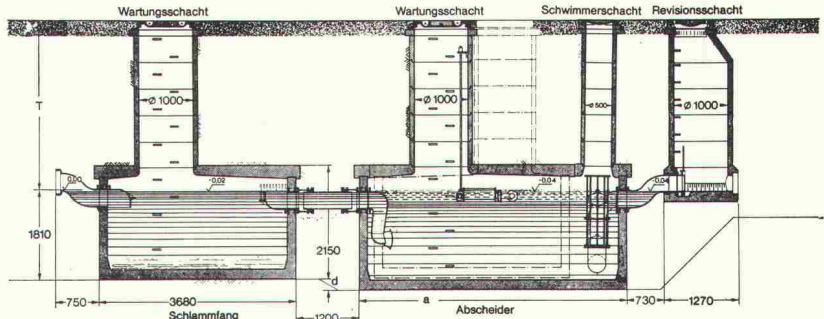 Wartungsschacht Wartungsschacht Schwimmerschacht Revisionsschacht
T
Ø 1000 Ø 1000 Ø 500 Ø 1000
0,00 -0,02 -0,04 -0,04
1810 2150
d
750 3680 a 730 1270
Schlammfang 1200 Abscheider